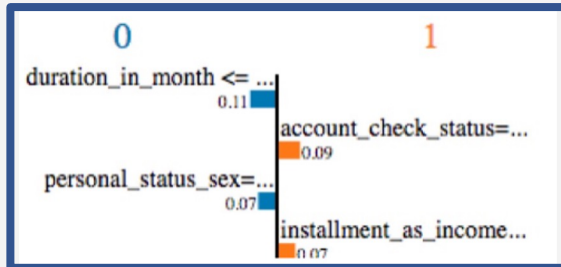 0 1
duration_in_month <= ...
0.11
account_check_status=...
0.09
personal_status_sex=...
0.07
installment_as_income...
0.07